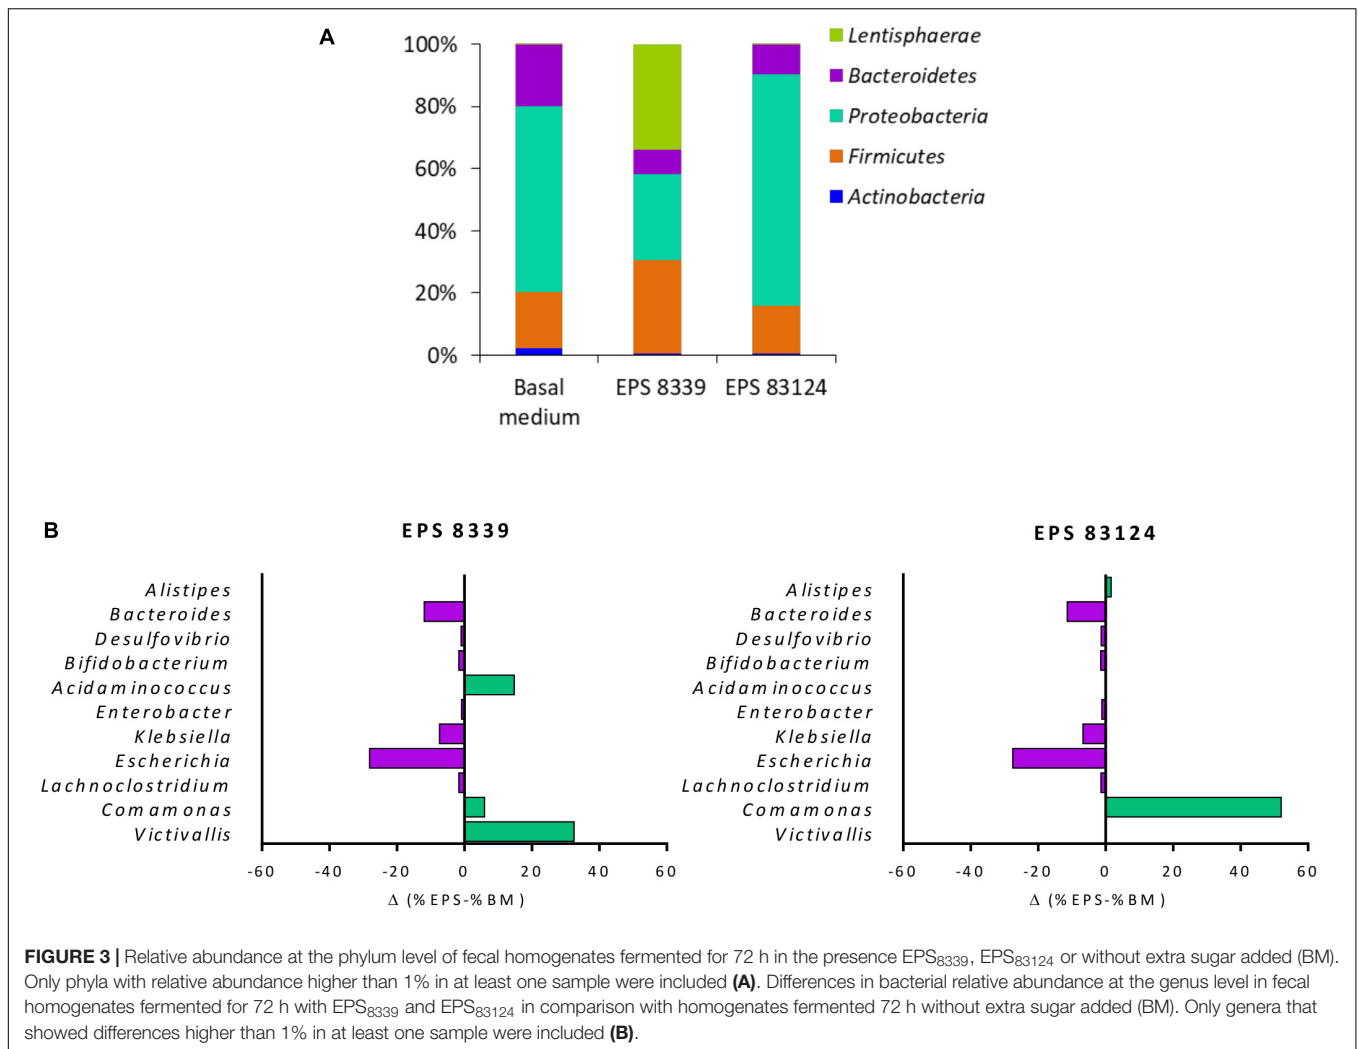 A
100%
80%
60%
40%
20%
0%
Basal
medium
EPS 8339
EPS 83124
Lentisphaerae
Bacteroidetes
Proteobacteria
Firmicutes
Actinobacteria
B
EPS 8339
Alistipes
Bacteroides
Desulfovibrio
Bifidobacterium
Acidaminococcus
Enterobacter
Klebsiella
Escherichia
Lachnoclostridium
Comamonas
Victivallis
-60 -40 -20 0 20 40 60
Δ (%EPS-%BM)
EPS 83124
Alistipes
Bacteroides
Desulfovibrio
Bifidobacterium
Acidaminococcus
Enterobacter
Klebsiella
Escherichia
Lachnoclostridium
Comamonas
Victivallis
-60 -40 -20 0 20 40 60
Δ (%EPS-%BM)
FIGURE 3 | Relative abundance at the phylum level of fecal homogenates fermented for 72 h in the presence EPS8339, EPS83124 or without extra sugar added (BM).
Only phyla with relative abundance higher than 1% in at least one sample were included (A). Differences in bacterial relative abundance at the genus level in fecal
homogenates fermented for 72 h with EPS8339 and EPS83124 in comparison with homogenates fermented 72 h without extra sugar added (BM). Only genera that
showed differences higher than 1% in at least one sample were included (B).